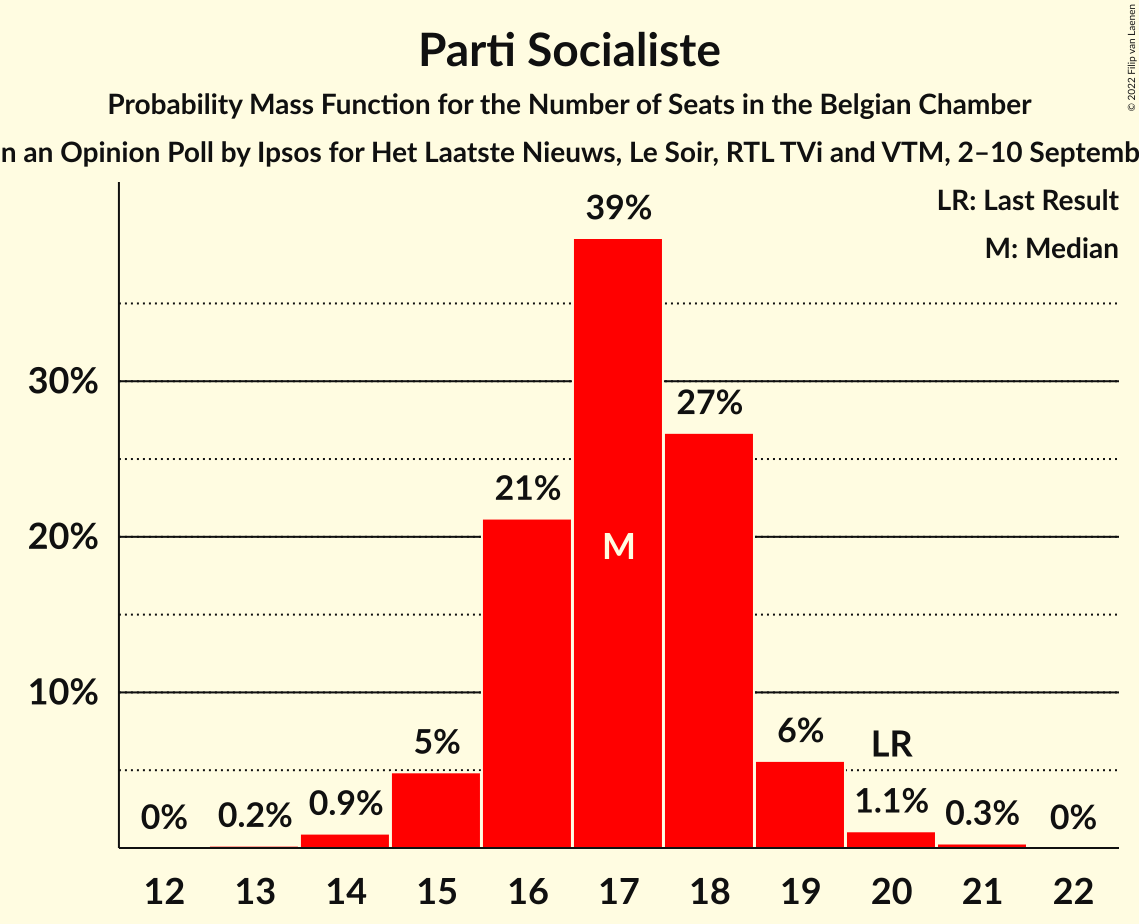 Parti Socialiste
Probability Mass Function for the Number of Seats in the Belgian Chamber
n an Opinion Poll by Ipsos for Het Laatste Nieuws, Le Soir, RTL TVi and VTM, 2–10 Septemb
© 2022 Filip van Laenen
LR: Last Result
M: Median
39%
30%
27%
21%
20%
M
10%
5%
6%
LR
0%
0.2%
0.9%
1.1%
0.3%
0%
12 13 14 15 16 17 18 19 20 21 22